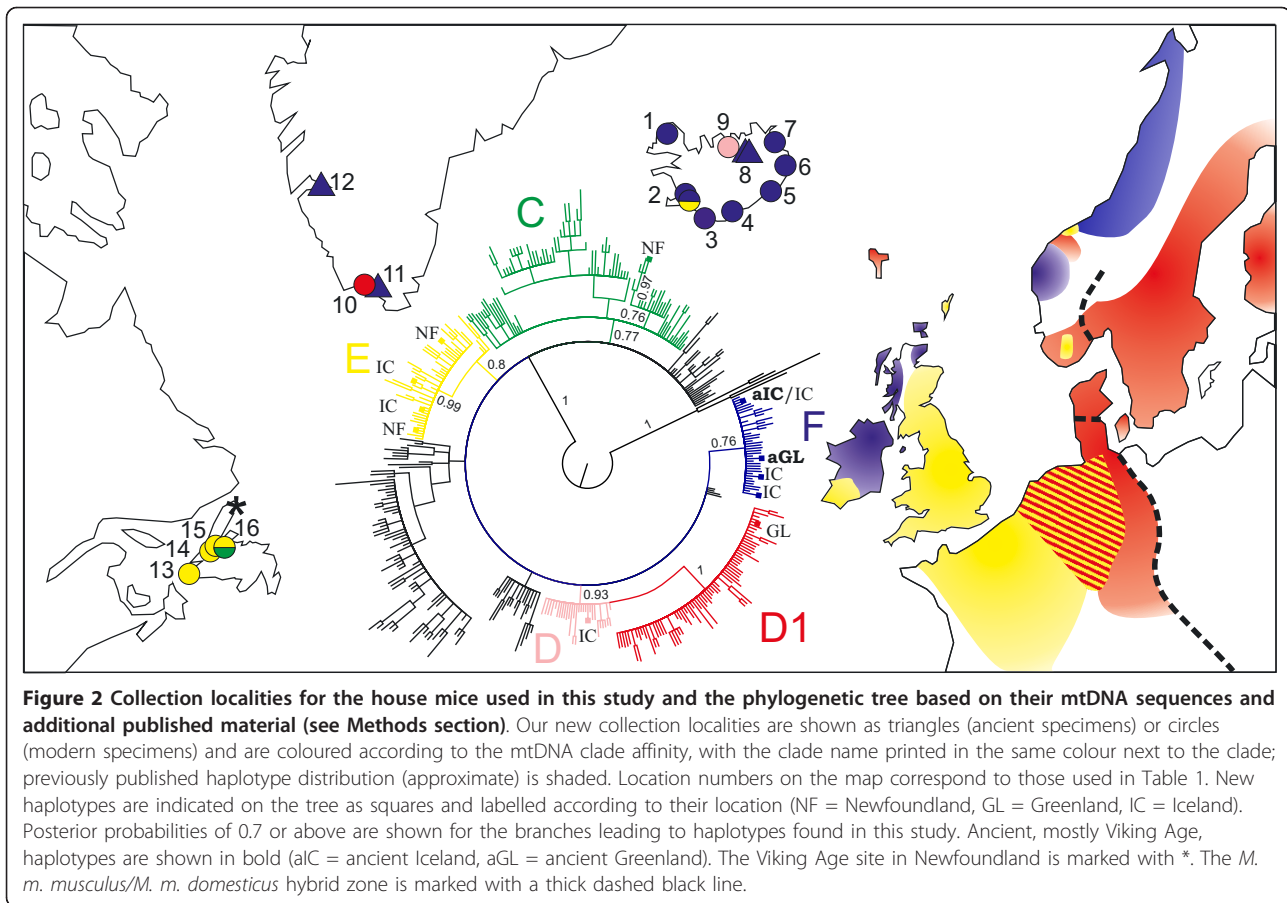 1
9
7
6
8
2
5
3
4
12
11
10
C
NF
0.97
0.76
0.77
NF
E
IC
0.8
IC
0.99
NF
1
1
aIC/IC
F
0.76
aGL
IC
IC
GL
1
0.93
D
IC
D1
*
15
16
14
13
Figure 2 Collection localities for the house mice used in this study and the phylogenetic tree based on their mtDNA sequences and
additional published material (see Methods section). Our new collection localities are shown as triangles (ancient specimens) or circles
(modern specimens) and are coloured according to the mtDNA clade affinity, with the clade name printed in the same colour next to the clade;
previously published haplotype distribution (approximate) is shaded. Location numbers on the map correspond to those used in Table 1. New
haplotypes are indicated on the tree as squares and labelled according to their location (NF = Newfoundland, GL = Greenland, IC = Iceland).
Posterior probabilities of 0.7 or above are shown for the branches leading to haplotypes found in this study. Ancient, mostly Viking Age,
haplotypes are shown in bold (aIC = ancient Iceland, aGL = ancient Greenland). The Viking Age site in Newfoundland is marked with *. The M.
m. musculus/M. m. domesticus hybrid zone is marked with a thick dashed black line.